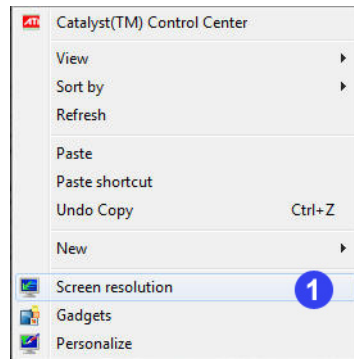 ATI Catalyst(TM) Control Center
View
Sort by
Refresh
Paste
Paste shortcut
Undo Copy Ctrl+Z
New
Screen resolution 1
Gadgets
Personalize